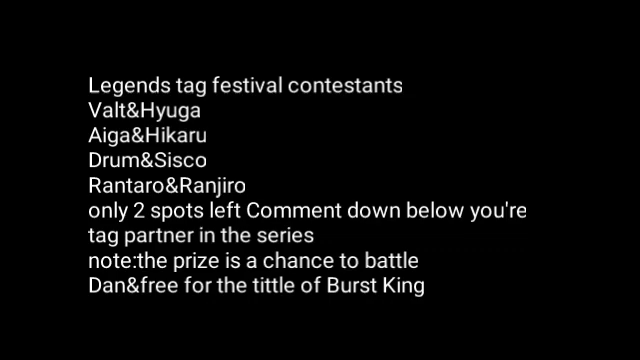 Legends tag festival contestants
Valt&Hyuga
Aiga&Hikaru
Drum&Sisco
Rantaro&Ranjiro
only 2 spots left Comment down below you're
tag partner in the series
note:the prize is a chance to battle
Dan&free for the tittle of Burst King